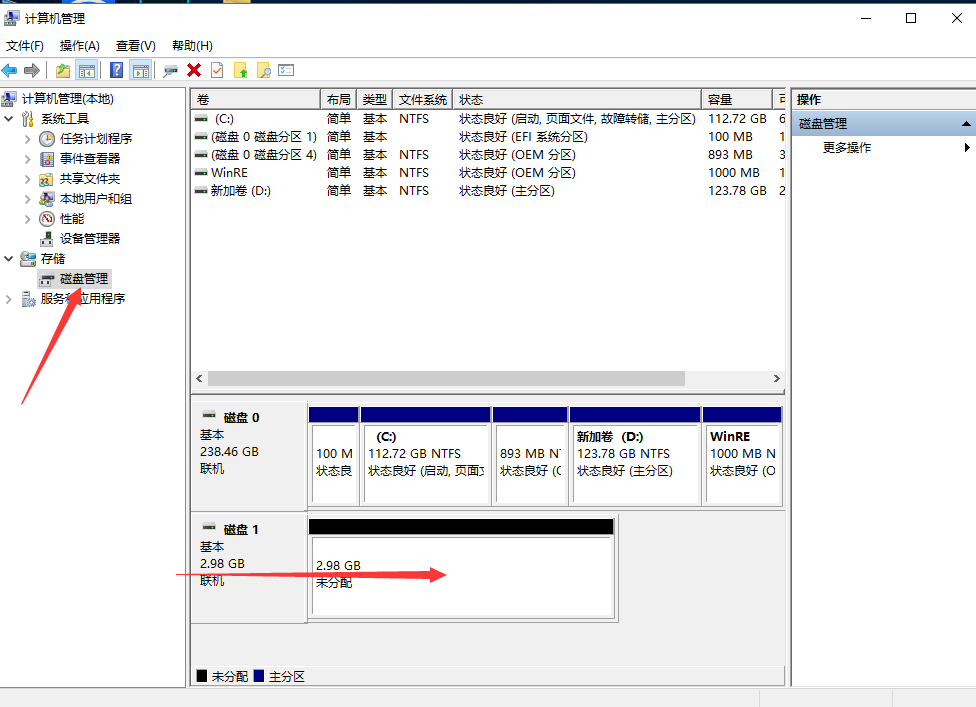 计算机管理
文件(F) 操作(A) 查看(V) 帮助(H)
计算机管理(本地)
系统工具
任务计划程序
事件查看器
共享文件夹
本地用户和组
性能
设备管理器
存储
磁盘管理
服务和应用程序
卷 布局 类型 文件系统 状态 容量
(C:) 简单 基本 NTFS 状态良好 (启动, 页面文件, 故障转储, 主分区) 112.72 GB 6
(磁盘 0 磁盘分区 1) 简单 基本 状态良好 (EFI 系统分区) 100 MB 1
(磁盘 0 磁盘分区 4) 简单 基本 NTFS 状态良好 (OEM 分区) 893 MB 3
WinRE 简单 基本 NTFS 状态良好 (OEM 分区) 1000 MB 1
新加卷 (D:) 简单 基本 NTFS 状态良好 (主分区) 123.78 GB 2
磁盘 0
基本
238.46 GB
联机
100 M
状态良
(C:)
112.72 GB NTFS
状态良好 (启动, 页面文
893 MB N
状态良好 (O
新加卷 (D:)
123.78 GB NTFS
状态良好 (主分区)
WinRE
1000 MB N
状态良好 (O
磁盘 1
基本
2.98 GB
联机
2.98 GB
未分配
未分配 主分区
操作
磁盘管理
更多操作